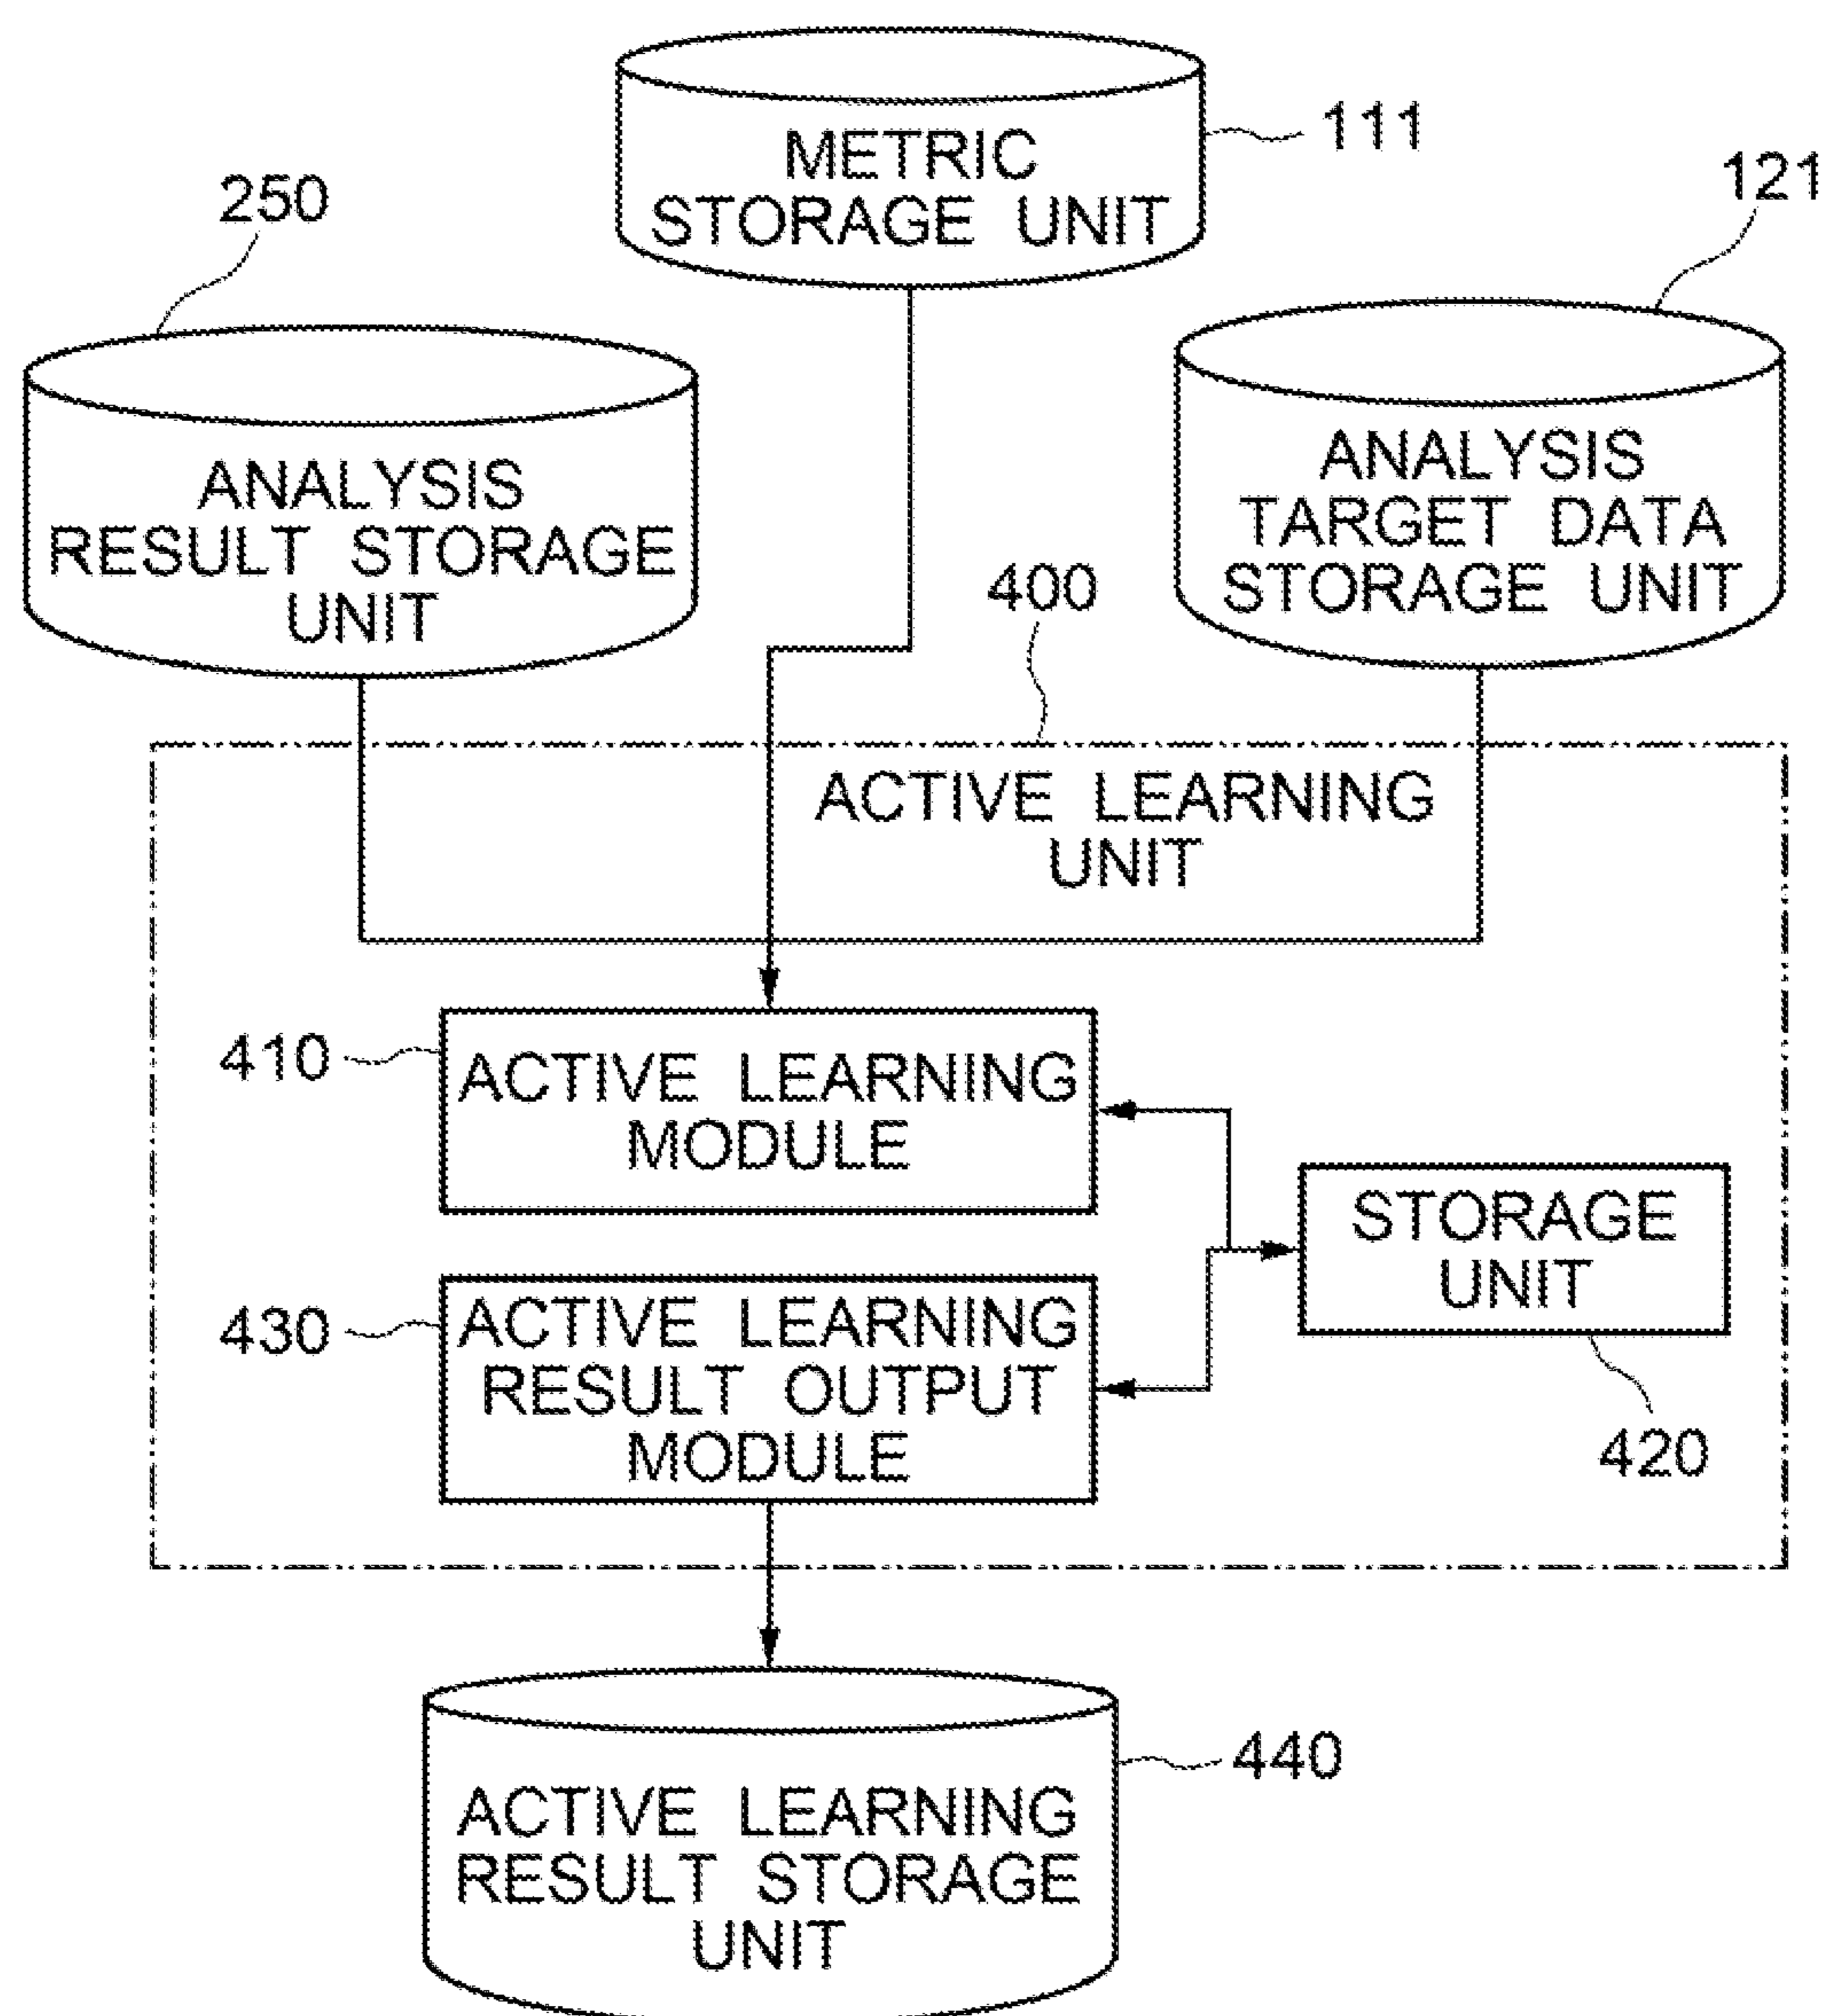 111
METRIC
STORAGE UNIT
121
250
ANALYSIS
TARGET DATA
STORAGE UNIT
ANALYSIS
RESULT STORAGE
UNIT
400
ACTIVE LEARNING
UNIT
410
ACTIVE LEARNING
MODULE
STORAGE
UNIT
430
ACTIVE LEARNING
RESULT OUTPUT
MODULE
420
440
ACTIVE LEARNING
RESULT STORAGE
UNIT